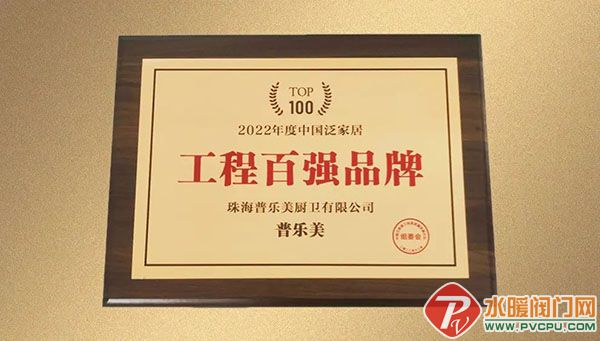 TOP
100
2022年度中国泛家居
工程百强品牌
珠海普乐美厨卫有限公司
普乐美
组委会
水暖阀门网
WWW.PVCPU.COM